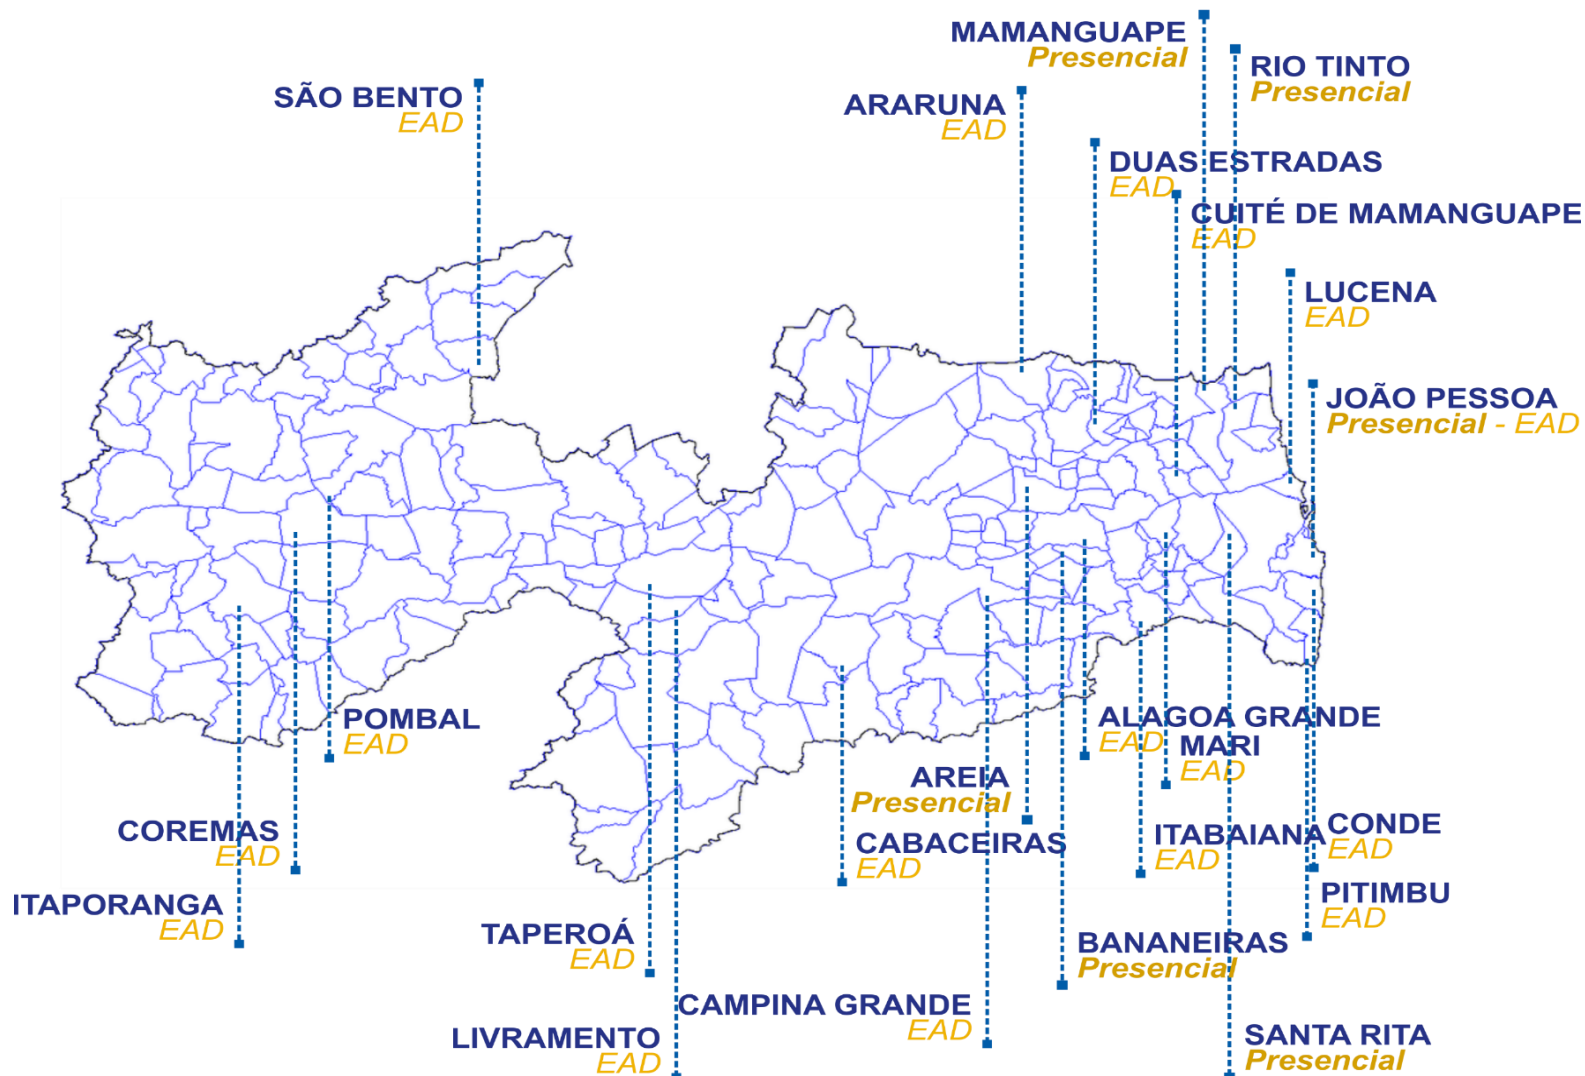 MAMANGUAPE
Presencial
RIO TINTO
Presencial
SÃO BENTO
EAD
ARARUNA
EAD
DUAS ESTRADAS
EAD
CUITÉ DE MAMANGUAPE
EAD
LUCENA
EAD
JOÃO PESSOA
Presencial - EAD
POMBAL
EAD
ALAGOA GRANDE
EAD
MARI
EAD
AREIA
Presencial
COREMAS
EAD
CABACEIRAS
EAD
ITABAIANA
EAD
CONDE
EAD
ITAPORANGA
EAD
PITIMBU
EAD
TAPEROÁ
EAD
BANANEIRAS
Presencial
CAMPINA GRANDE
EAD
LIVRAMENTO
EAD
SANTA RITA
Presencial